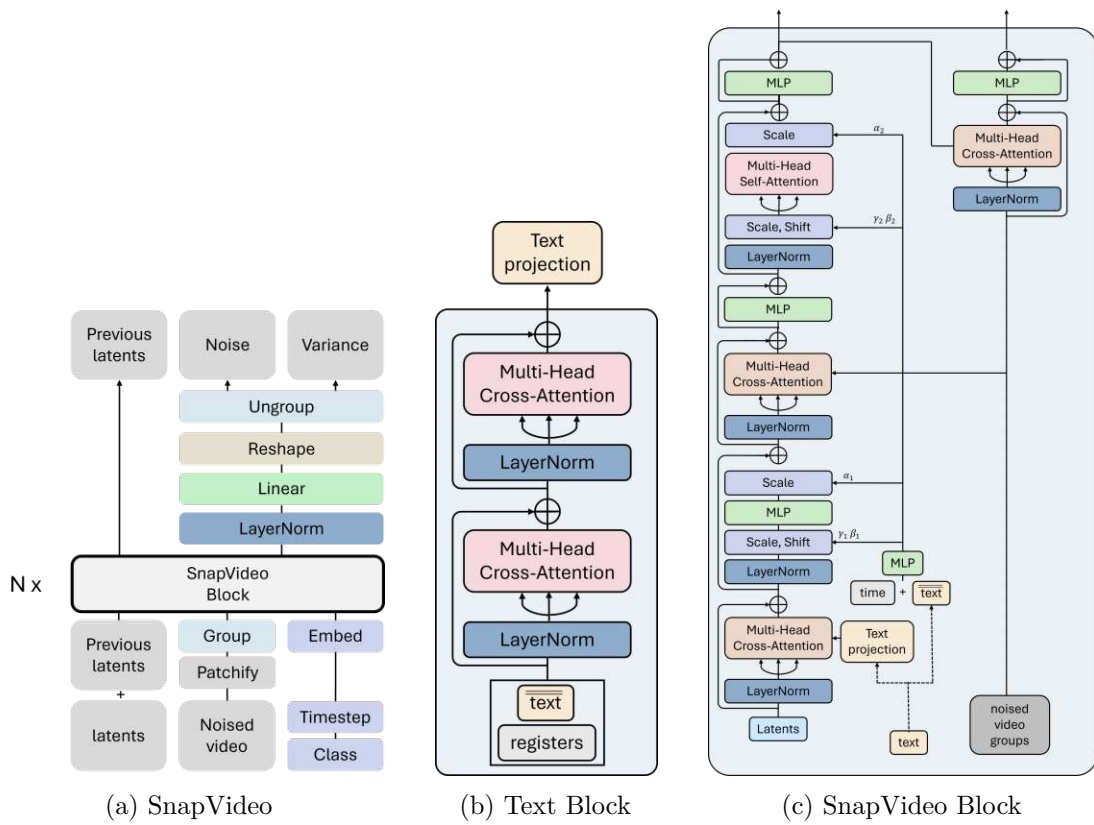 Previous
latents
Noise
Variance
Ungroup
Reshape
Linear
LayerNorm
N x
SnapVideo
Block
Previous
latents
+
latents
Group
Patchify
Noised
video
Embed
Timestep
Class
(a) SnapVideo
Text
projection
Multi-Head
Cross-Attention
LayerNorm
Multi-Head
Cross-Attention
LayerNorm
text
registers
(b) Text Block
MLP
Scale
α₂
Multi-Head
Self-Attention
Scale, Shift
γ₂ β₂
LayerNorm
MLP
Multi-Head
Cross-Attention
LayerNorm
Scale
α₁
MLP
Scale, Shift
γ₁ β₁
LayerNorm
MLP
time + text
Multi-Head
Cross-Attention
Text
projection
LayerNorm
Latents
text
MLP
Multi-Head
Cross-Attention
LayerNorm
noised
video
groups
(c) SnapVideo Block